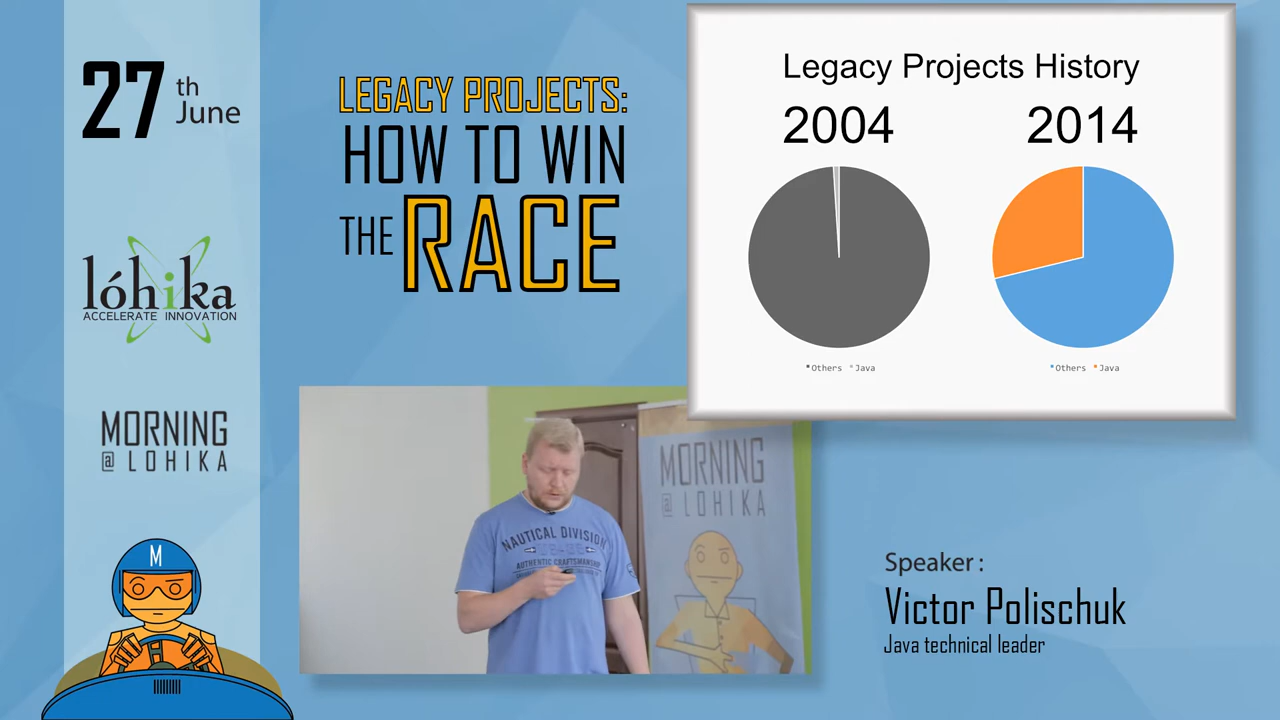 27
th
June
lóhika
ACCELERATE INNOVATION
MORNING
@ LOHIKA
M
LEGACY PROJECTS:
HOW TO WIN
THE RACE
Legacy Projects History
2004 2014
Others Java
Others Java
NAUTICAL DIVISION
AUTHENTIC CRAFTSMANSHIP
MORNING
@ LOHIKA
Speaker :
Victor Polischuk
Java technical leader